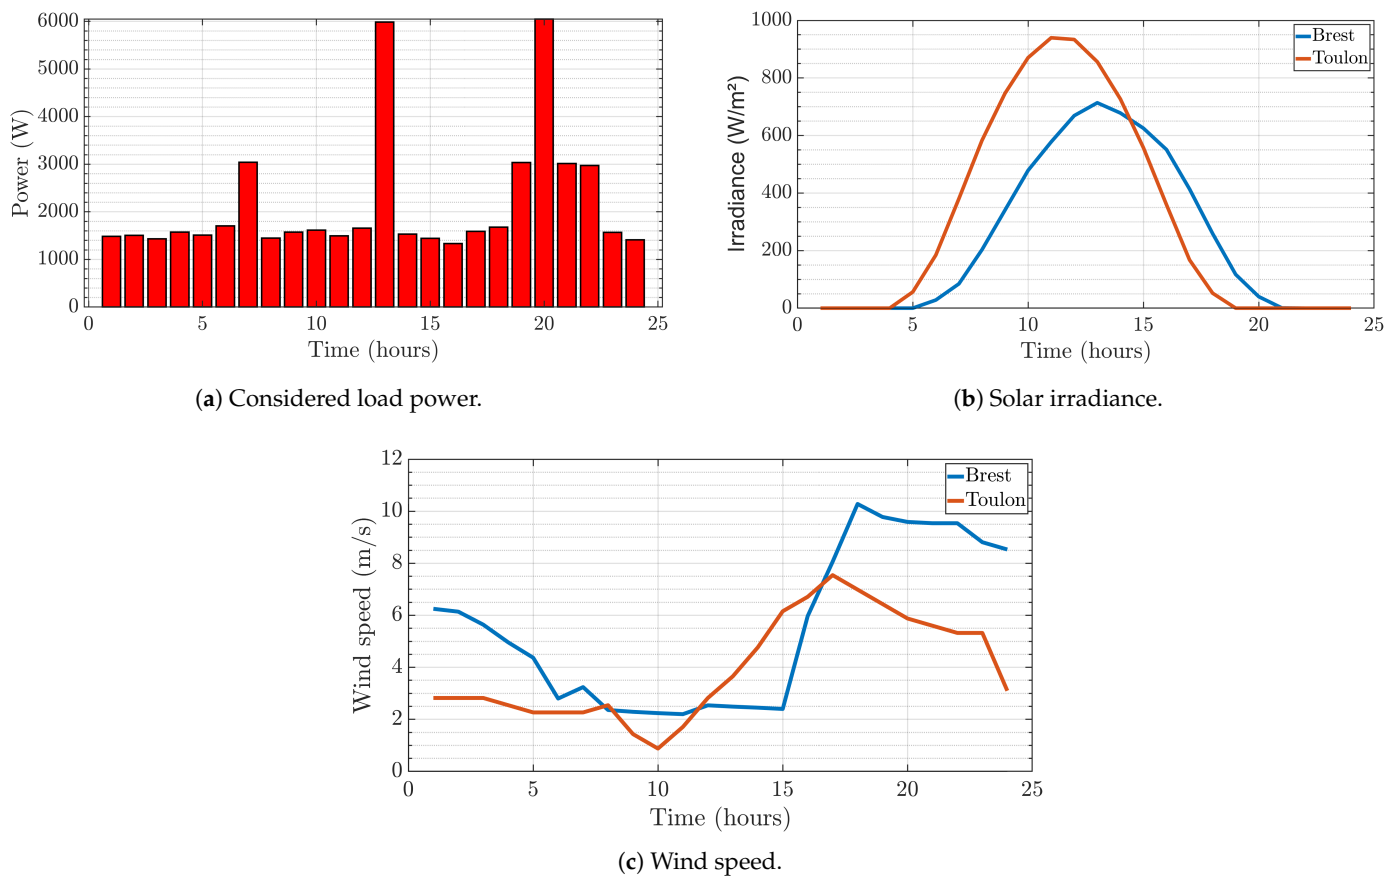 6000
5000
4000
3000
2000
1000
0
Power (W)
0 5 10 15 20 25
Time (hours)
(a) Considered load power.
1000
800
600
400
200
0
Irradiance (W/m²)
Brest
Toulon
0 5 10 15 20 25
Time (hours)
(b) Solar irradiance.
12
10
8
6
4
2
0
Wind speed (m/s)
Brest
Toulon
0 5 10 15 20 25
Time (hours)
(c) Wind speed.